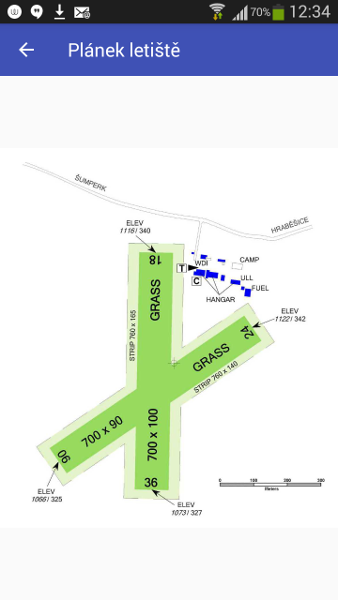 70% 12:34
Plánek letiště
ŠUMPERK
HRABĚŠICE
ELEV
1116/ 340
WDI
CAMP
T
C
ULL
FUEL
HANGAR
18
GRASS
STRIP 760 x 165
ELEV
1122/ 342
24
GRASS
STRIP 760 x 140
700 x 90
700 x 100
06
36
ELEV
1066/ 325
ELEV
1073/ 327
0 100 200 300
Meters